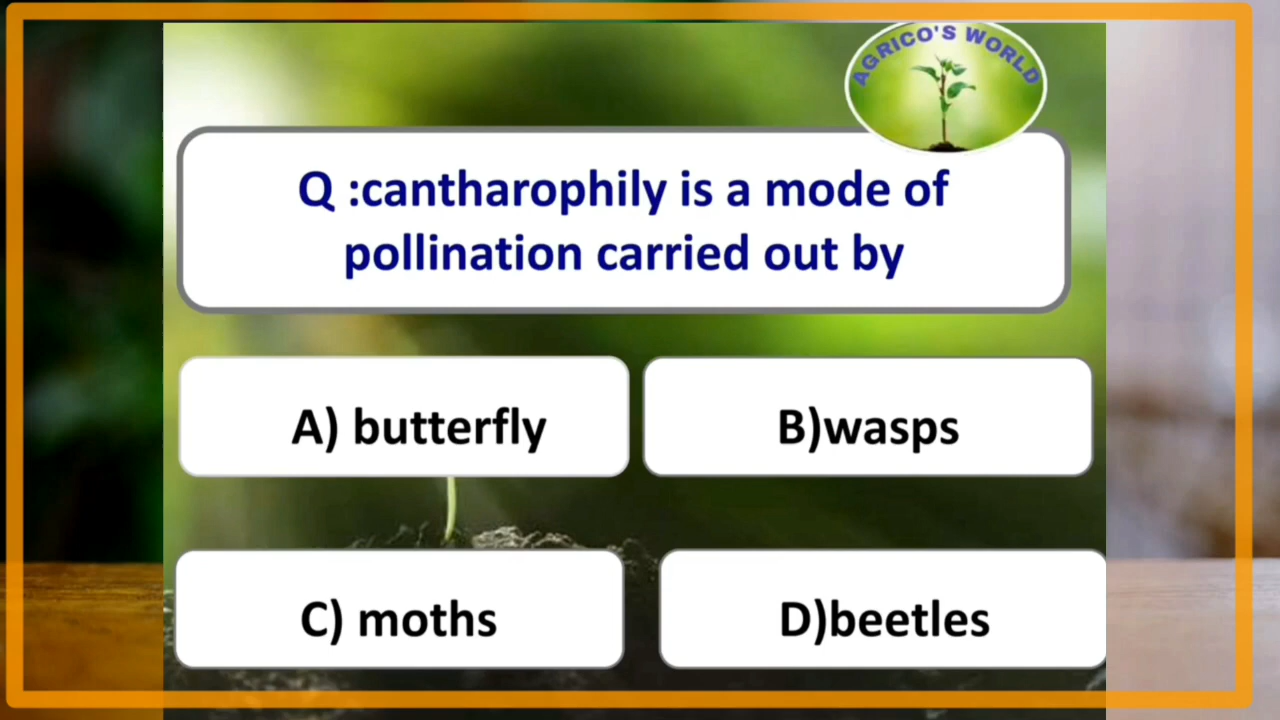 AGRICO'S WORLD
Q :cantharophily is a mode of
pollination carried out by
A) butterfly
B)wasps
C) moths
D)beetles